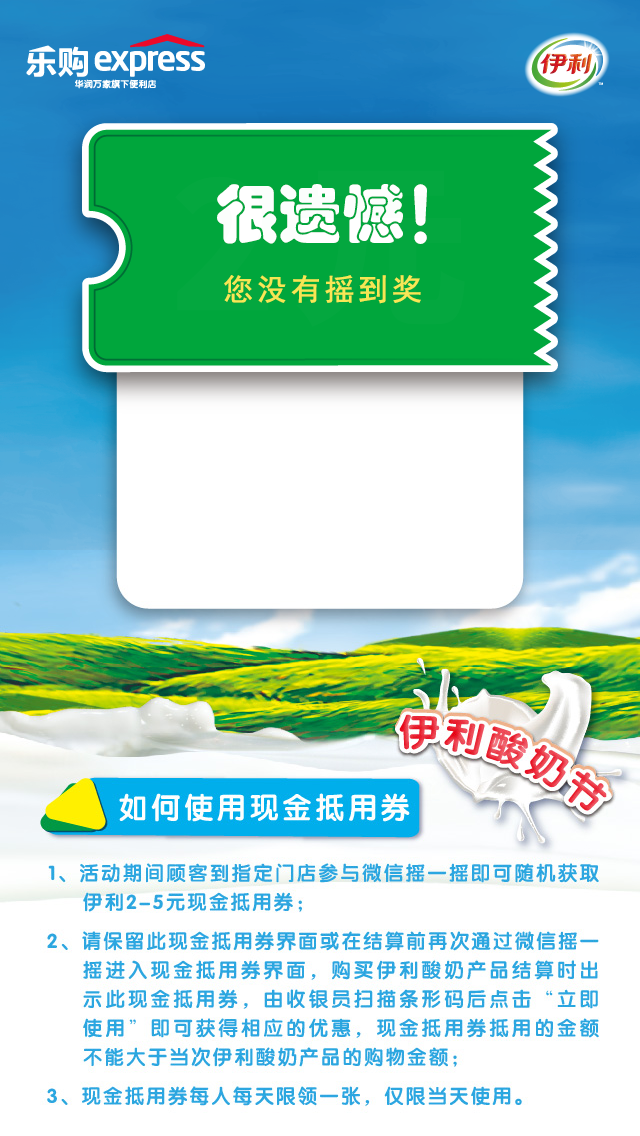 乐购express
华润万家旗下便利店
伊利
很遗憾!
您没有摇到奖
伊利酸奶节
如何使用现金抵用券
1、活动期间顾客到指定门店参与微信摇一摇即可随机获取
伊利2-5元现金抵用券;
2、请保留此现金抵用券界面或在结算前再次通过微信摇一
摇进入现金抵用券界面，购买伊利酸奶产品结算时出
示此现金抵用券，由收银员扫描条形码后点击“立即
使用”即可获得相应的优惠，现金抵用券抵用的金额
不能大于当次伊利酸奶产品的购物金额;
3、现金抵用券每人每天限领一张，仅限当天使用。